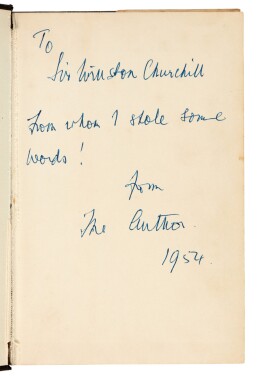 To
Sir Winston Churchill
from whom I stole some
words!
from
The Author.
1954.